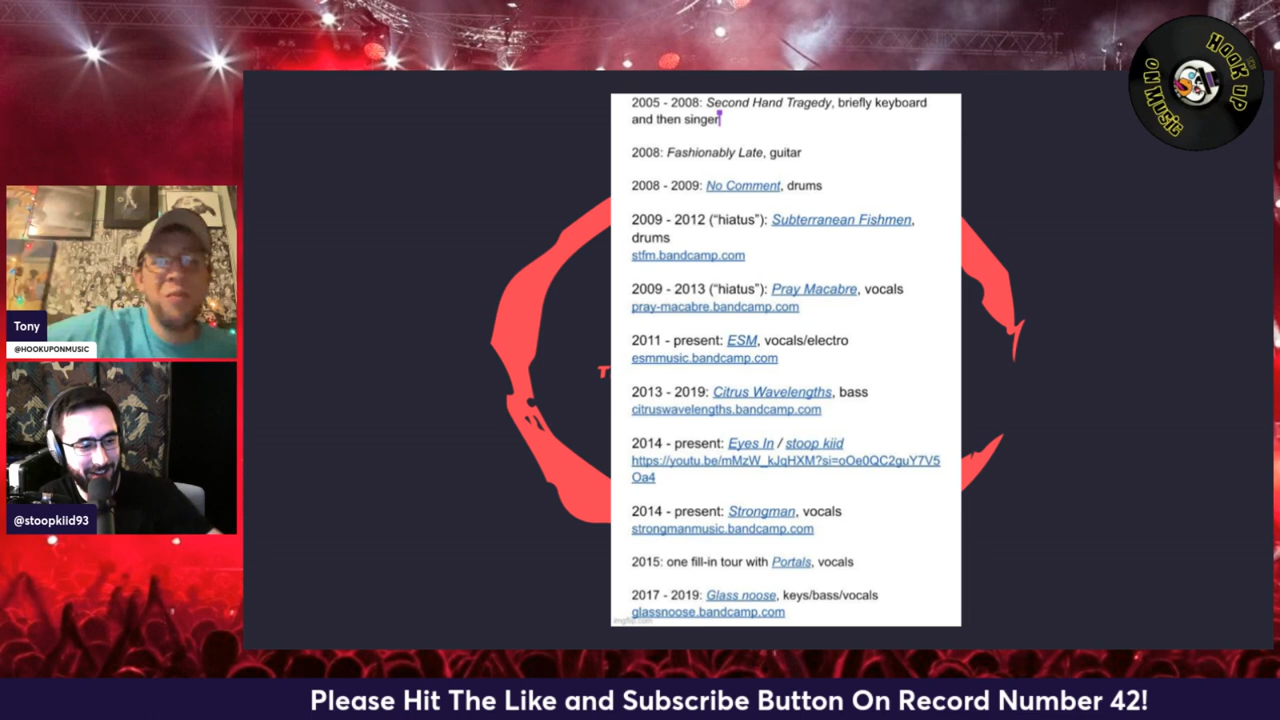 HOOK UP
ON MUSIC
2005 - 2008: Second Hand Tragedy, briefly keyboard
and then singer
2008: Fashionably Late, guitar
2008 - 2009: No Comment, drums
2009 - 2012 (“hiatus”): Subterranean Fishmen,
drums
stfm.bandcamp.com
2009 - 2013 (“hiatus”): Pray Macabre, vocals
pray-macabre.bandcamp.com
2011 - present: ESM, vocals/electro
esmmusic.bandcamp.com
2013 - 2019: Citrus Wavelengths, bass
citruswavelengths.bandcamp.com
2014 - present: Eyes In / stoop kiid
https://youtu.be/mMzW_kJqHXM?si=oOe0QC2guY7V5
Oa4
2014 - present: Strongman, vocals
strongmanmusic.bandcamp.com
2015: one fill-in tour with Portals, vocals
2017 - 2019: Glass noose, keys/bass/vocals
glassnoose.bandcamp.com
Tony
@HOOKUPONMUSIC
@stoopkiid93
Please Hit The Like and Subscribe Button On Record Number 42!